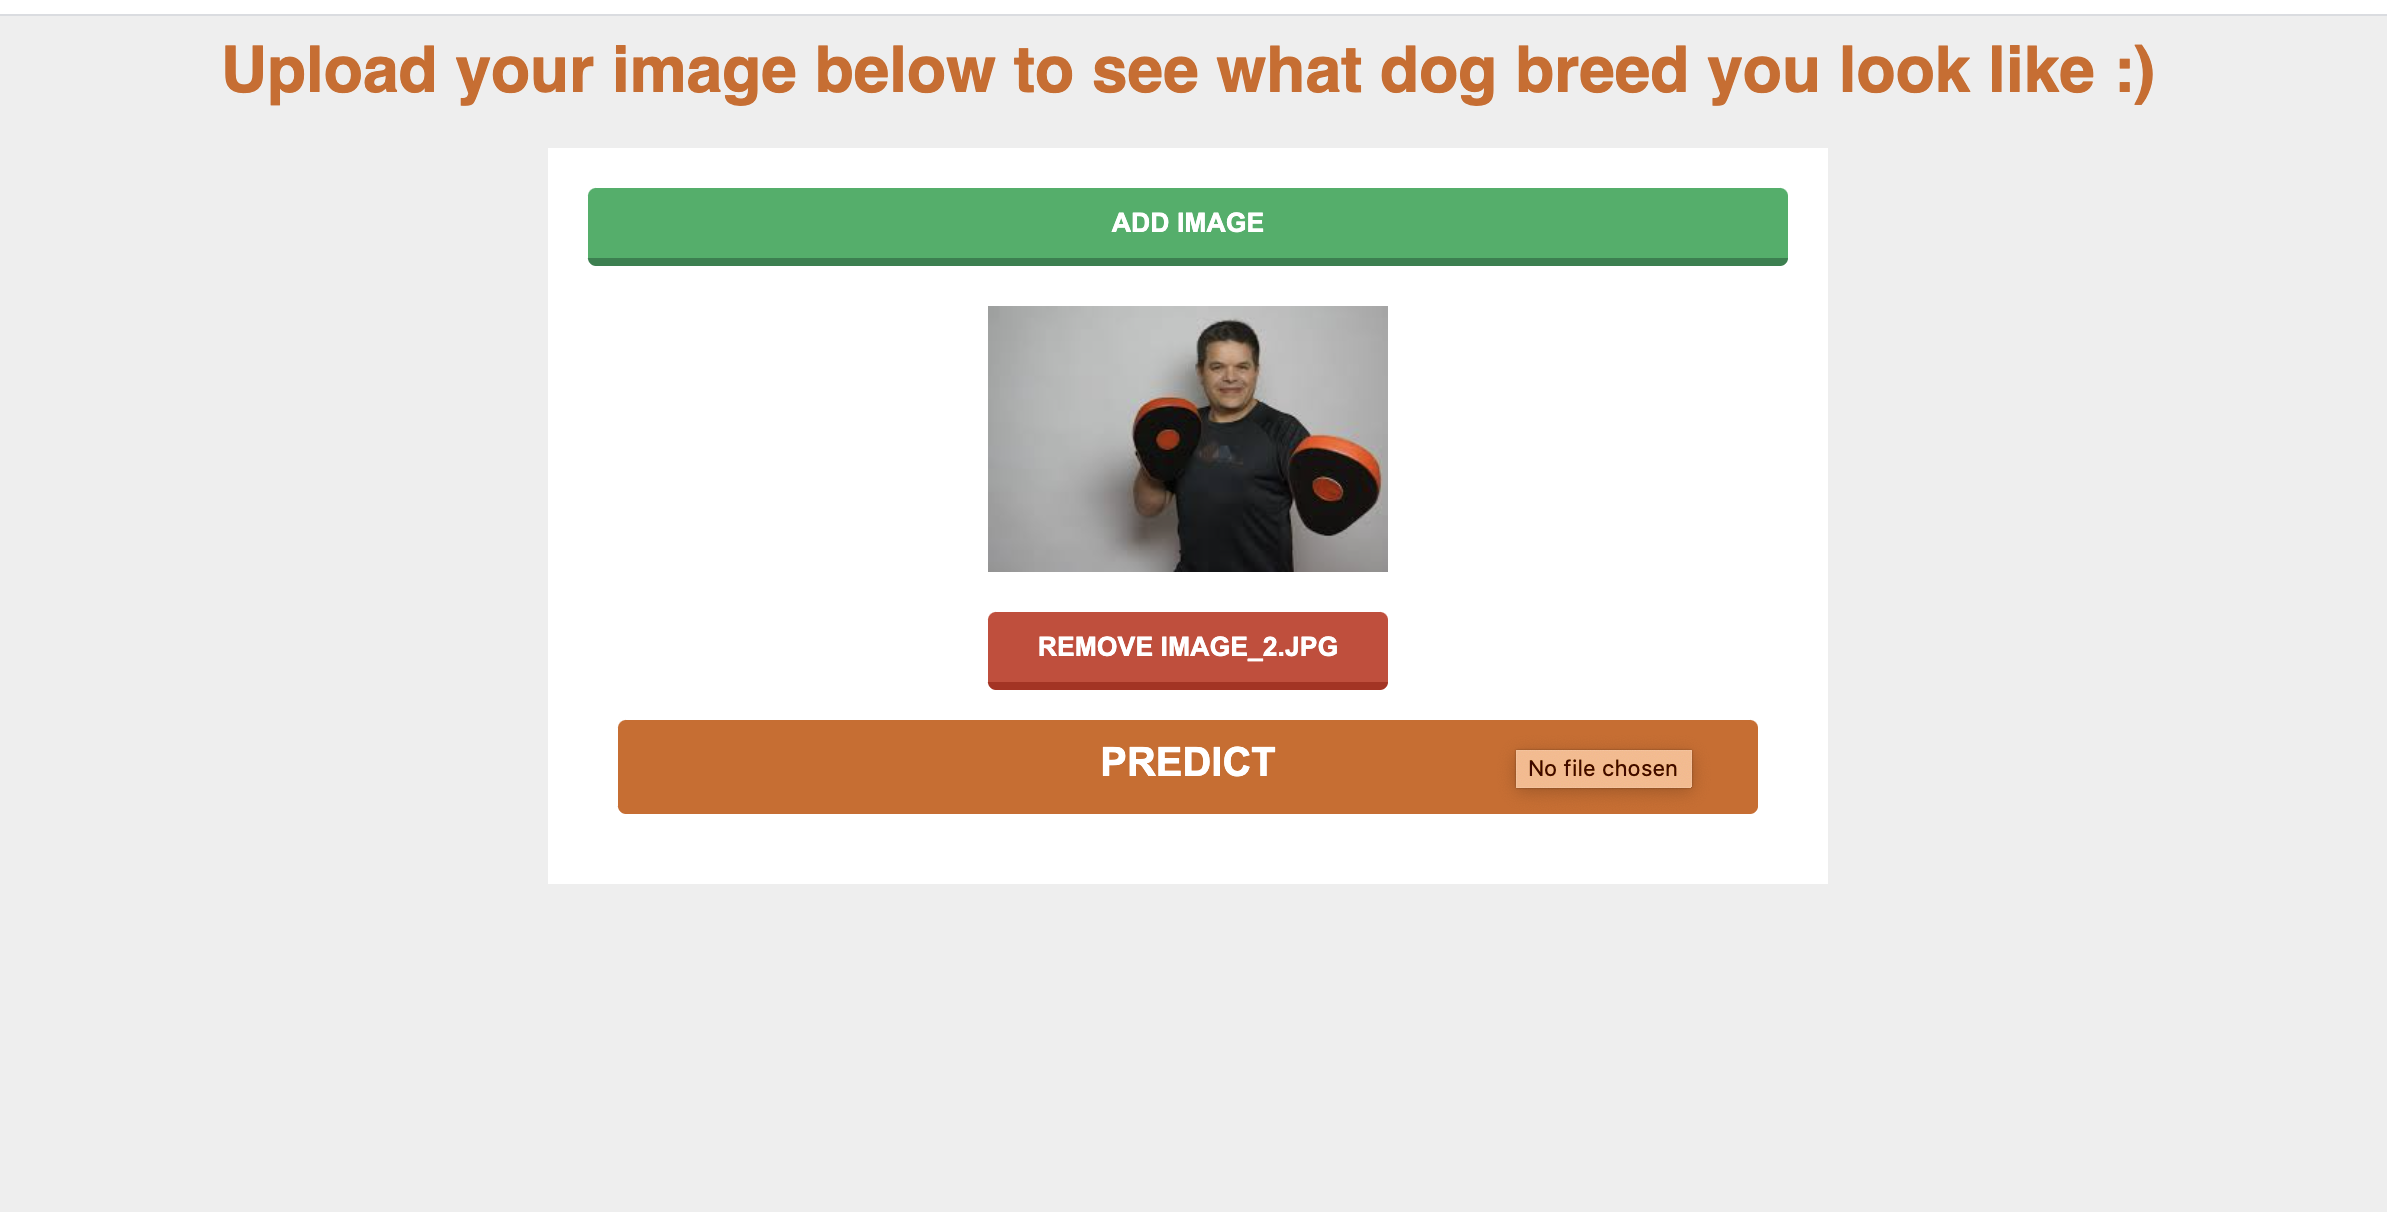 Upload your image below to see what dog breed you look like :)
ADD IMAGE
REMOVE IMAGE_2.JPG
PREDICT
No file chosen